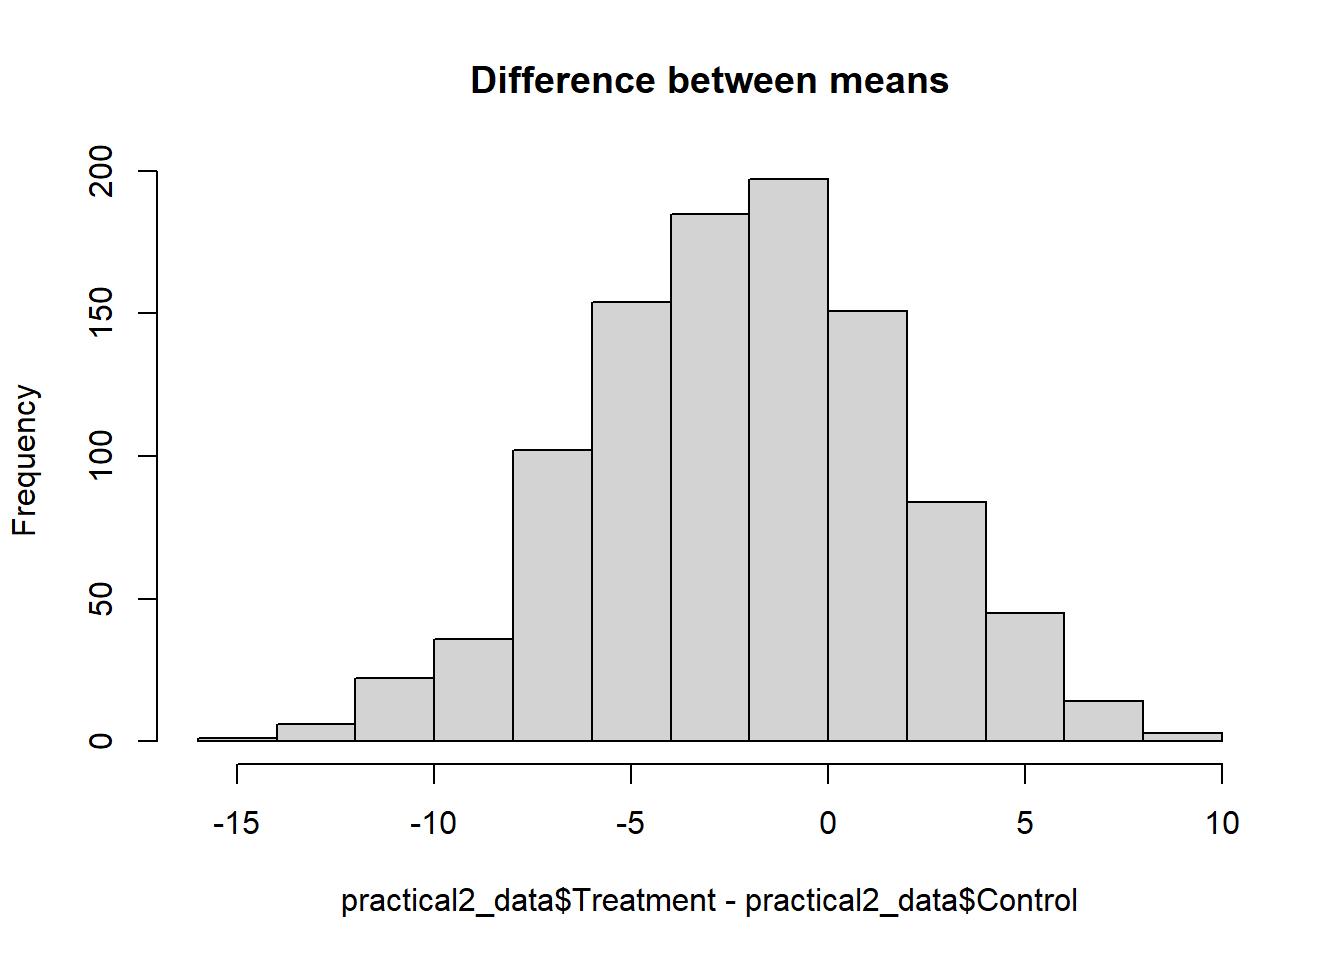 Difference between means
Frequency
200
150
100
50
0
-15 -10 -5 0 5 10
practical2_data$Treatment - practical2_data$Control